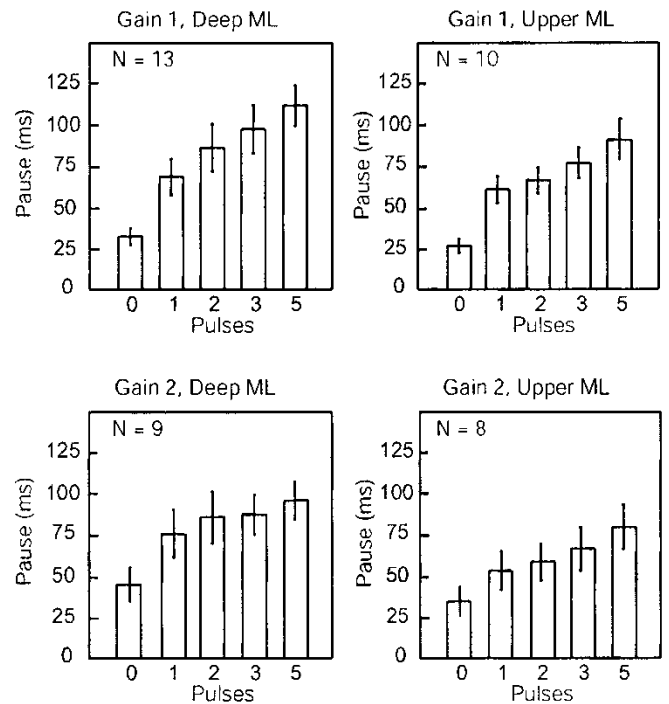 Gain 1, Deep ML
N = 13
125
100
75
50
25
0
Pause (ms)
0 1 2 3 5
Pulses
Gain 1, Upper ML
N = 10
125
100
75
50
25
0
Pause (ms)
0 1 2 3 5
Pulses
Gain 2, Deep ML
N = 9
125
100
75
50
25
0
Pause (ms)
0 1 2 3 5
Pulses
Gain 2, Upper ML
N = 8
125
100
75
50
25
0
Pause (ms)
0 1 2 3 5
Pulses